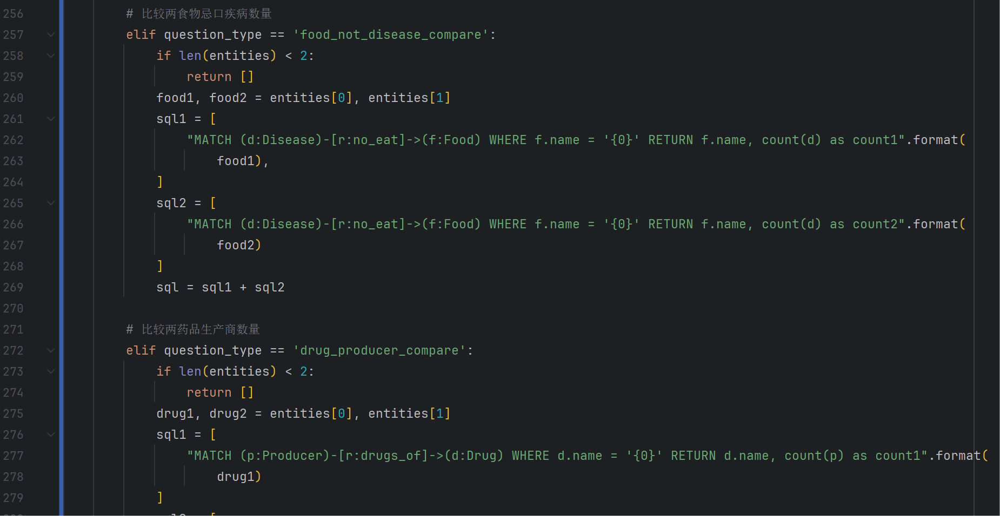 256 # 比较两食物忌口疾病数量
257 elif question_type == 'food_not_disease_compare':
258 if len(entities) < 2:
259 return []
260 food1, food2 = entities[0], entities[1]
261 sql1 = [
262 "MATCH (d:Disease)-[r:no_eat]->(f:Food) WHERE f.name = '{0}' RETURN f.name, count(d) as count1".format(
263 food1),
264 ]
265 sql2 = [
266 "MATCH (d:Disease)-[r:no_eat]->(f:Food) WHERE f.name = '{0}' RETURN f.name, count(d) as count2".format(
267 food2)
268 ]
269 sql = sql1 + sql2
270
271 # 比较两药品生产商数量
272 elif question_type == 'drug_producer_compare':
273 if len(entities) < 2:
274 return []
275 drug1, drug2 = entities[0], entities[1]
276 sql1 = [
277 "MATCH (p:Producer)-[r:drugs_of]->(d:Drug) WHERE d.name = '{0}' RETURN d.name, count(p) as count1".format(
278 drug1)
279 ]